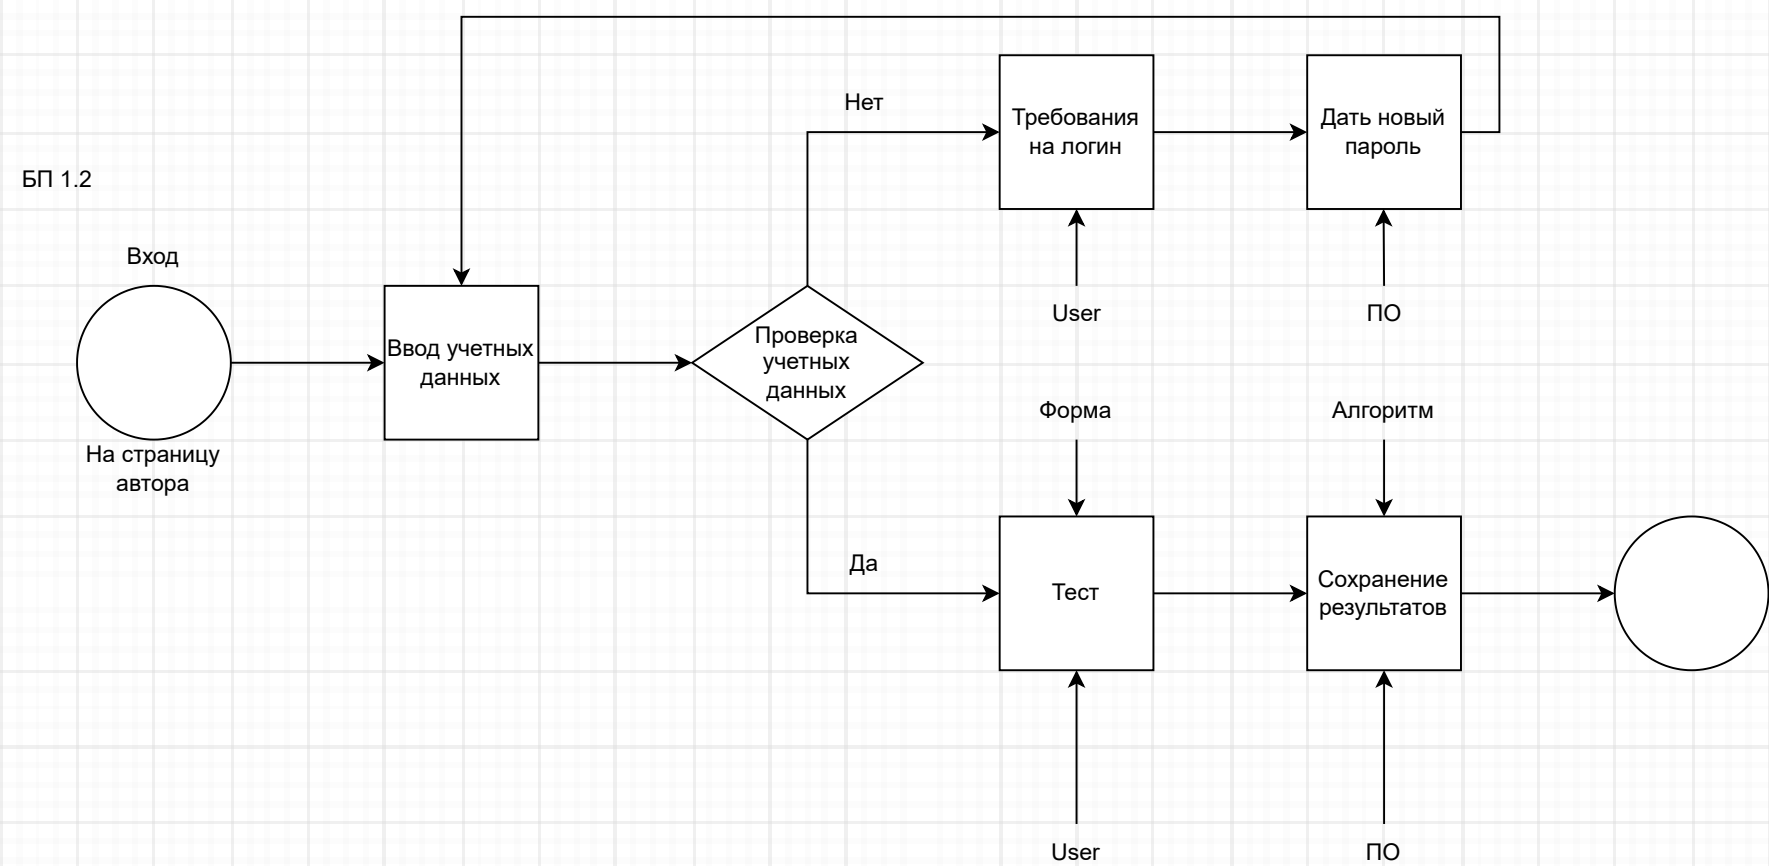 БП 1.2
Вход
На страницу
автора
Ввод учетных
данных
Проверка
учетных
данных
Нет
Требования
на логин
Дать новый
пароль
User
ПО
Форма
Алгоритм
Да
Тест
Сохранение
результатов
User
ПО